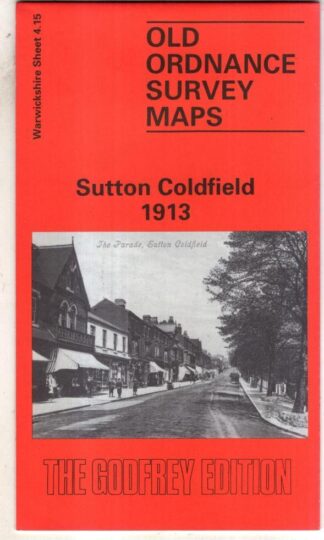 Warwickshire Sheet 4.15
OLD
ORDNANCE
SURVEY
MAPS
Sutton Coldfield
1913
The Parade, Sutton Coldfield
THE GODFREY EDITION